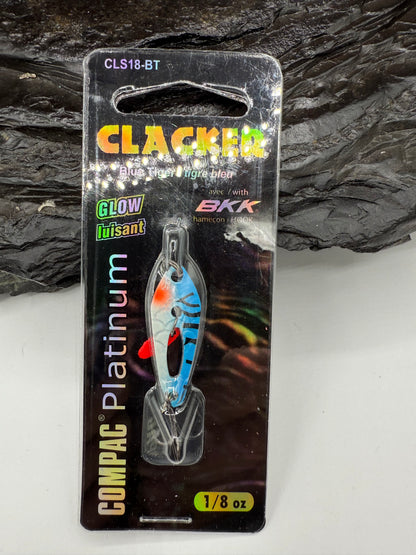 CLS18-BT
CLACKER
Blue Tiger / tigre bleu
GLOW
luisant
avec / with
BKK
hameçon / HOOK
COMPAC® Platinum
1/8 oz